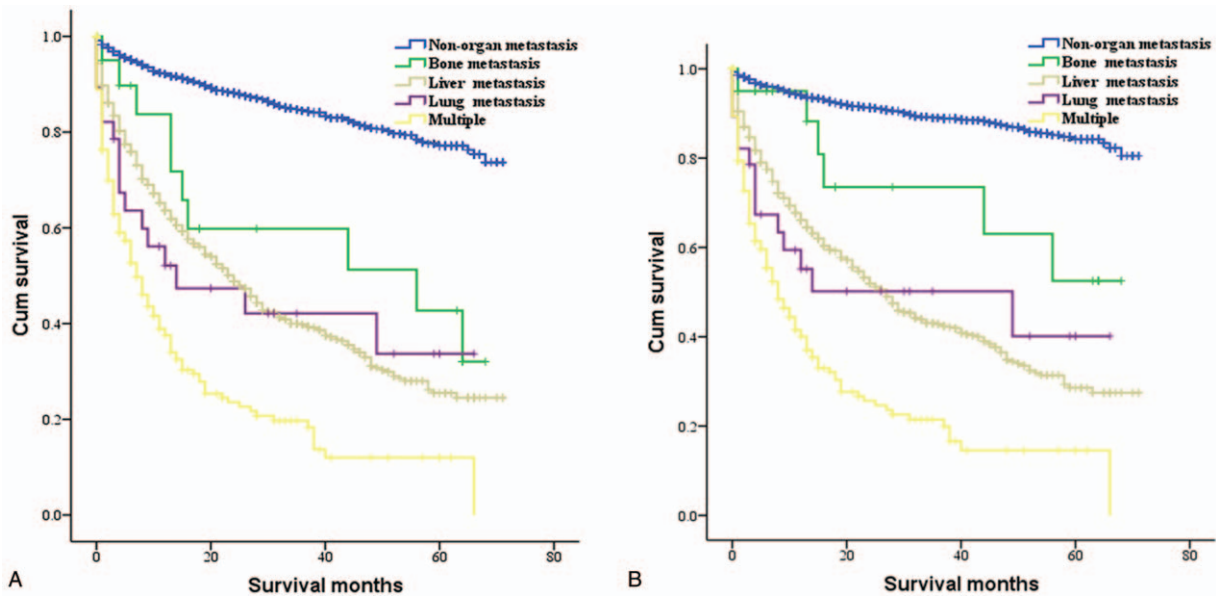 1.0
0.8
0.6
0.4
0.2
0.0
Cum survival
Non-organ metastasis
Bone metastasis
Liver metastasis
Lung metastasis
Multiple
0 20 40 60 80
Survival months
A
1.0
0.8
0.6
0.4
0.2
0.0
Cum survival
Non-organ metastasis
Bone metastasis
Liver metastasis
Lung metastasis
Multiple
0 20 40 60 80
Survival months
B